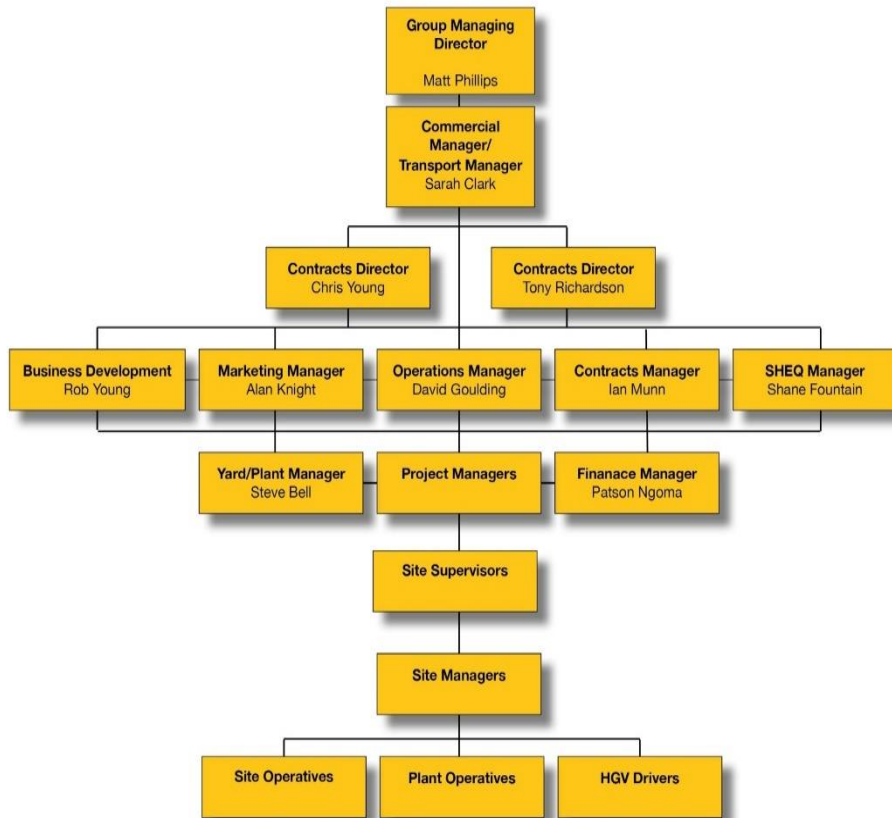 Group Managing
Director
Matt Phillips
Commercial
Manager/
Transport Manager
Sarah Clark
Contracts Director
Chris Young
Contracts Director
Tony Richardson
Business Development
Rob Young
Marketing Manager
Alan Knight
Operations Manager
David Goulding
Contracts Manager
Ian Munn
SHEQ Manager
Shane Fountain
Yard/Plant Manager
Steve Bell
Project Managers
Finanace Manager
Patson Ngoma
Site Supervisors
Site Managers
Site Operatives
Plant Operatives
HGV Drivers